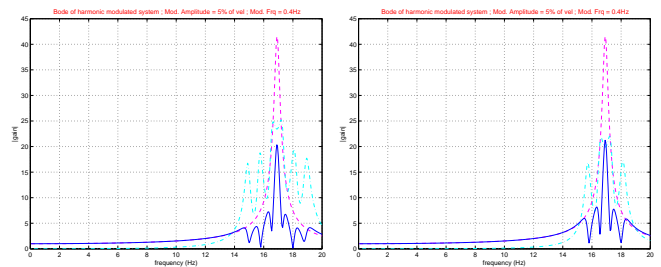 Bode of harmonic modulated system ; Mod. Amplitude = 5% of vel ; Mod. Frq = 0.4Hz
45
40
35
30
25
20
15
10
5
0
|gain|
0 2 4 6 8 10 12 14 16 18 20
frequency (Hz)
Bode of harmonic modulated system ; Mod. Amplitude = 5% of vel ; Mod. Frq = 0.4Hz
45
40
35
30
25
20
15
10
5
0
|gain|
0 2 4 6 8 10 12 14 16 18 20
frequency (Hz)